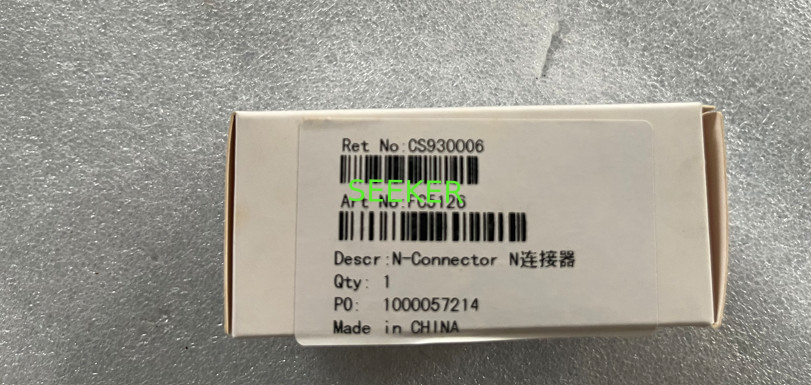 Ret No:CS930006
SEEKER
Art No:PC5126
Descr:N-Connector N连接器
Qty: 1
PO: 1000057214
Made in CHINA